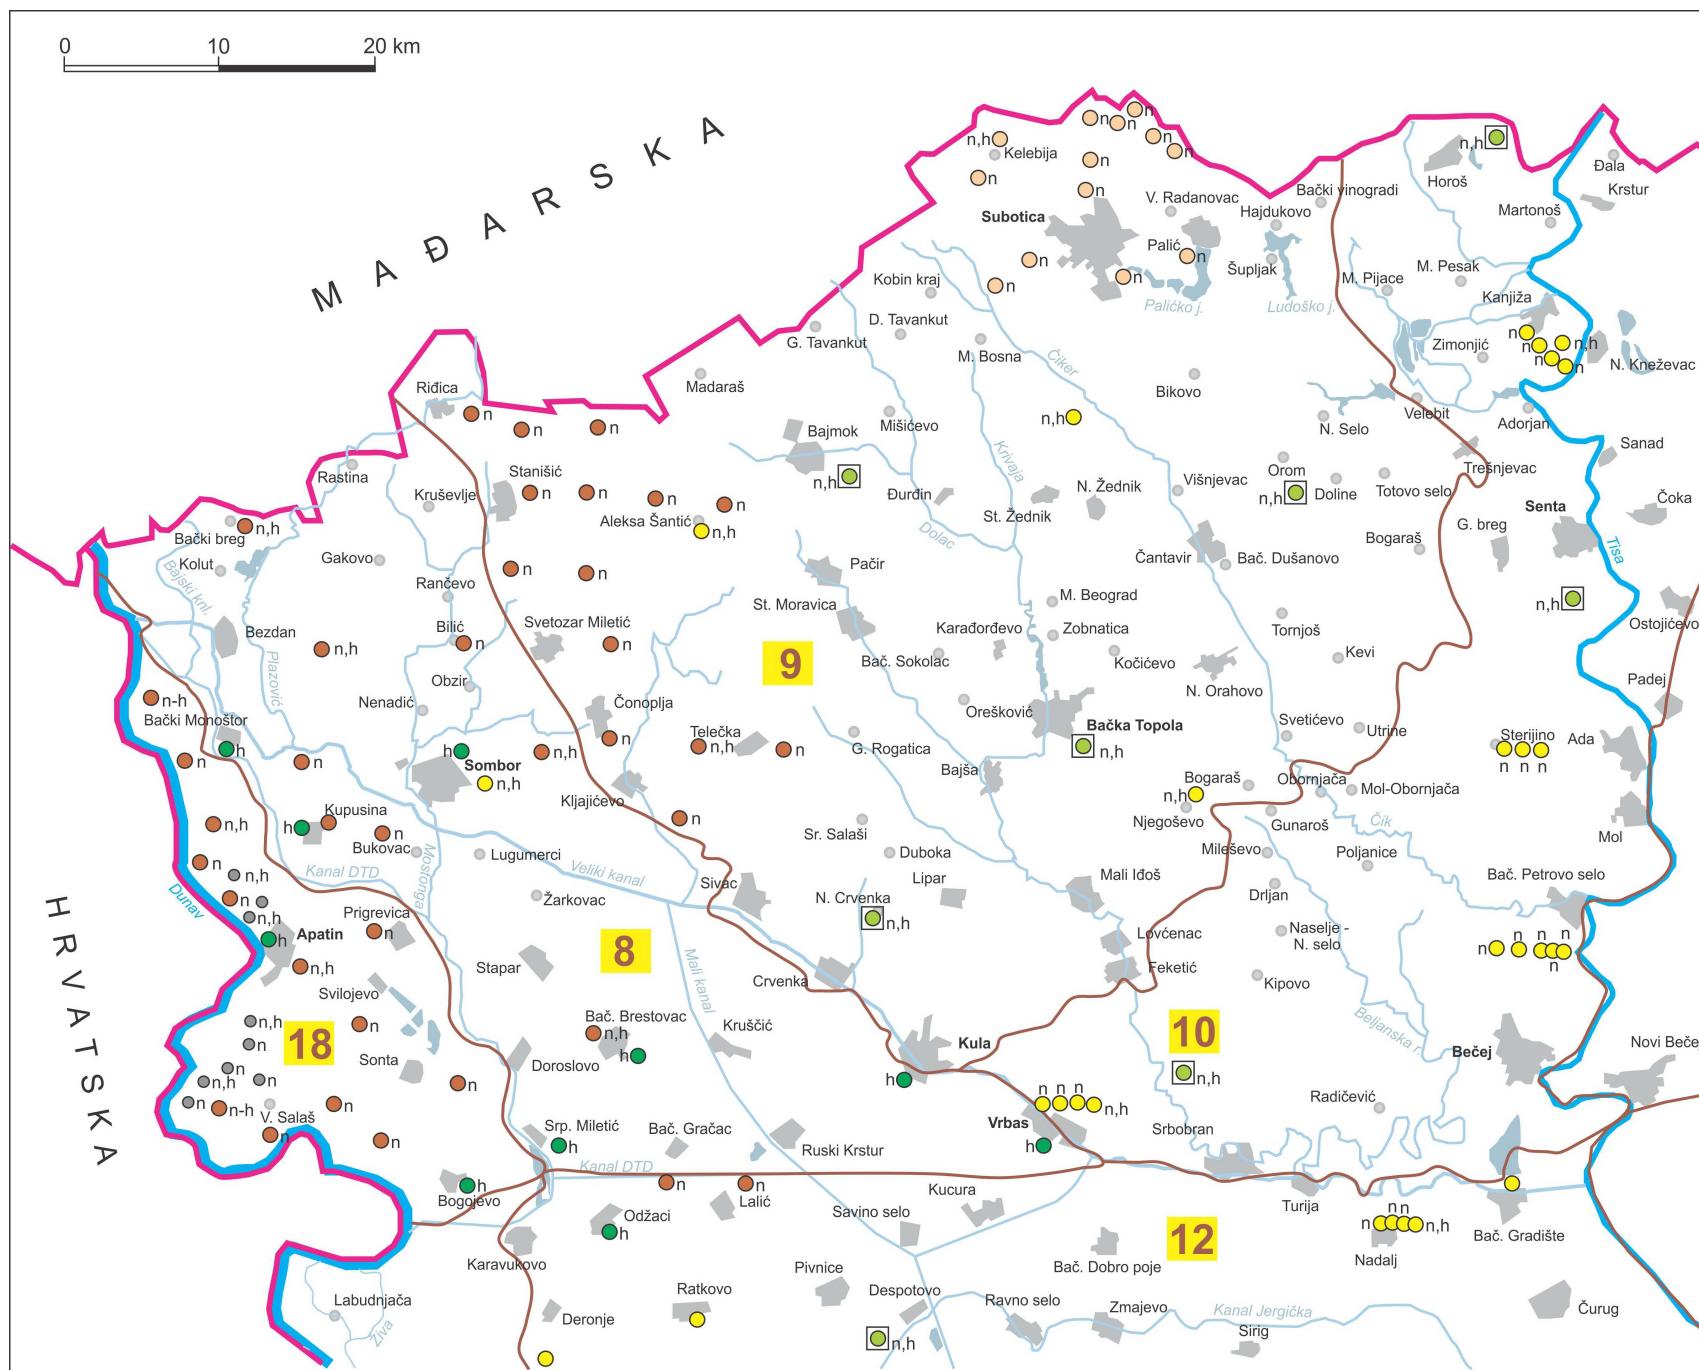 0 10 20 km
MAĐARSKA
HRVATSKA
n
n
n
n
n
n,h
Kelebija
n
n
n
Subotica
V. Radanovac
Hajdukovo
Bački vinogradi
n,h
Horoš
Đala
Krstur
Martonoš
Palić
n
Šupljak
n
n
n
Palićko j.
Ludoško j.
M. Pijace
M. Pesak
Kanjiža
Kobin kraj
D. Tavankut
G. Tavankut
M. Bosna
Čiker
Bikovo
Zimonjić
n
n
n
n,h
n
N. Kneževac
Madaraš
Riđica
n
n
n
Bajmok
n,h
Mišićevo
n,h
Krivaja
N. Selo
Velebit
Adorjan
Sanad
Rastina
Kruševlje
Stanišić
n
n
n
n
Aleksa Šantić
n,h
Đurđin
St. Žednik
N. Žednik
Višnjevac
Orom
n,h
Doline
Totovo selo
Trešnjevac
Senta
Čoka
G. breg
Bogaraš
Tisa
n,h
Bački breg
Kolut
Bajski knl.
Gakovo
Rančevo
n
n
Dolac
Pačir
Čantavir
Bač. Dušanovo
n,h
Ostojićevo
Bezdan
Plazović
n,h
Bilić
n
Svetozar Miletić
n
St. Moravica
9
Bač. Sokolac
Karađorđevo
M. Beograd
Zobnatica
Kočićevo
Tornjoš
Kevi
N. Orahovo
Padej
n-h
Bački Monoštor
h
n
n
Nenadić
Obzir
Čonoplja
n
Telečka
n,h
n
G. Rogatica
Orešković
Bačka Topola
n,h
Svetićevo
Utrine
Sterijino
n n n
Ada
h
Sombor
n,h
n,h
Kljajićevo
Bajša
Bogaraš
n,h
Njegoševo
Obornjača
Mol-Obornjača
Gunaroš
Čik
Mol
n,h
Kupusina
h
n
Bukovac
Lugumerci
n
Sr. Salaši
Duboka
Mileševo
Poljanice
n
n,h
Kanal DTD
Mostonga
Veliki kanal
Žarkovac
Sivac
Lipar
N. Crvenka
n,h
Mali Iđoš
Drljan
Bač. Petrovo selo
Dunav
n
n,h
h
Apatin
Prigrevica
n
n,h
Svilojevo
8
Stapar
Mali kanal
Crvenka
Lovćenac
Feketić
Naselje -
N. selo
Kipovo
n
n
n
n
n
n
n,h
n
18
n
Sonta
Bač. Brestovac
n,h
h
Kruščić
Doroslovo
Kula
h
10
n,h
Beljanska r.
Bečej
Novi Bečej
n
n,h
n
n
n-h
V. Salaš
n
n
n
n
Srp. Miletić
h
Bač. Gračac
Ruski Krstur
n n n
n,h
Vrbas
h
Srbobran
Radičević
Kanal DTD
h
Bogojevo
n
n
Lalić
Odžaci
h
Savino selo
Kucura
Turija
n
n n
n,h
Nadalj
Bač. Gradište
12
Karavukovo
Labudnjača
Živa
Deronje
Ratkovo
Pivnice
Despotovo
n,h
Ravno selo
Bač. Dobro poje
Zmajevo
Kanal Jergička
Sirig
Čurug